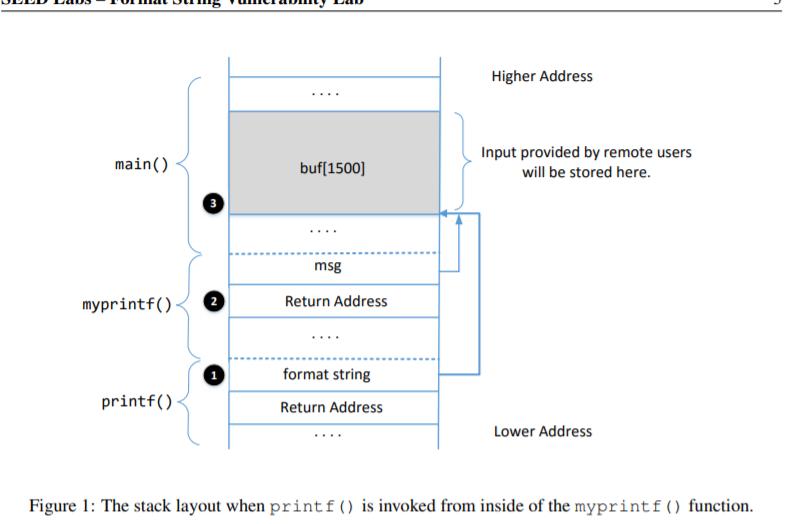 SEED Labs – Format String Vulnerability Lab
Higher Address
....
main()
buf[1500]
Input provided by remote users
will be stored here.
3
....
msg
myprintf()
2
Return Address
....
1
format string
printf()
Return Address
....
Lower Address
Figure 1: The stack layout when printf() is invoked from inside of the myprintf() function.